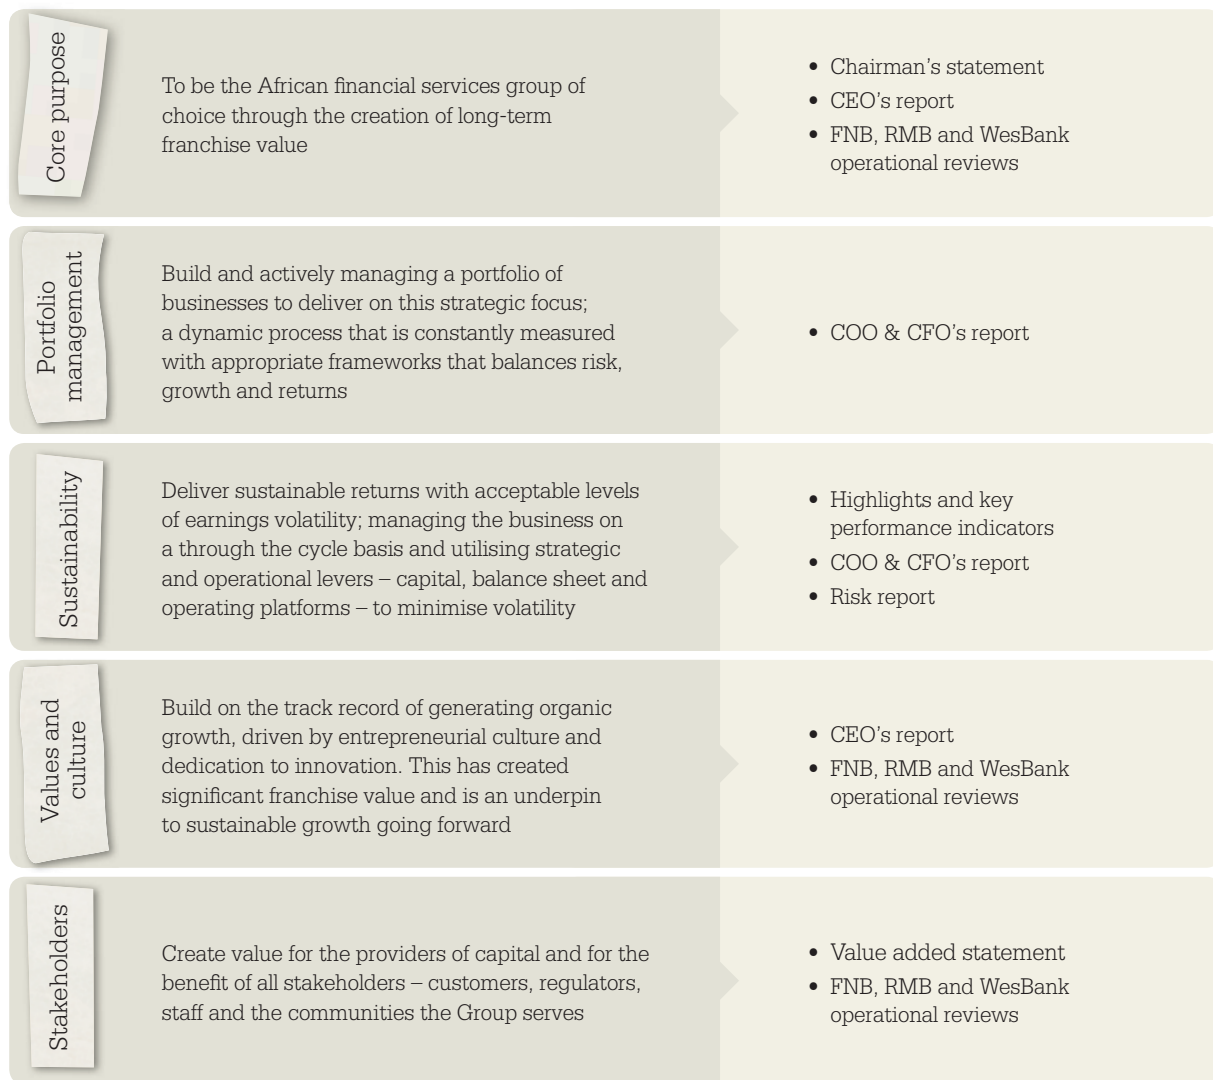 Core purpose
To be the African financial services group of
choice through the creation of long-term
franchise value
• Chairman's statement
• CEO's report
• FNB, RMB and WesBank
operational reviews
Portfolio
management
Build and actively managing a portfolio of
businesses to deliver on this strategic focus;
a dynamic process that is constantly measured
with appropriate frameworks that balances risk,
growth and returns
• COO & CFO's report
Sustainability
Deliver sustainable returns with acceptable levels
of earnings volatility; managing the business on
a through the cycle basis and utilising strategic
and operational levers – capital, balance sheet and
operating platforms – to minimise volatility
• Highlights and key
performance indicators
• COO & CFO's report
• Risk report
Values and
culture
Build on the track record of generating organic
growth, driven by entrepreneurial culture and
dedication to innovation. This has created
significant franchise value and is an underpin
to sustainable growth going forward
• CEO's report
• FNB, RMB and WesBank
operational reviews
Stakeholders
Create value for the providers of capital and for the
benefit of all stakeholders – customers, regulators,
staff and the communities the Group serves
• Value added statement
• FNB, RMB and WesBank
operational reviews